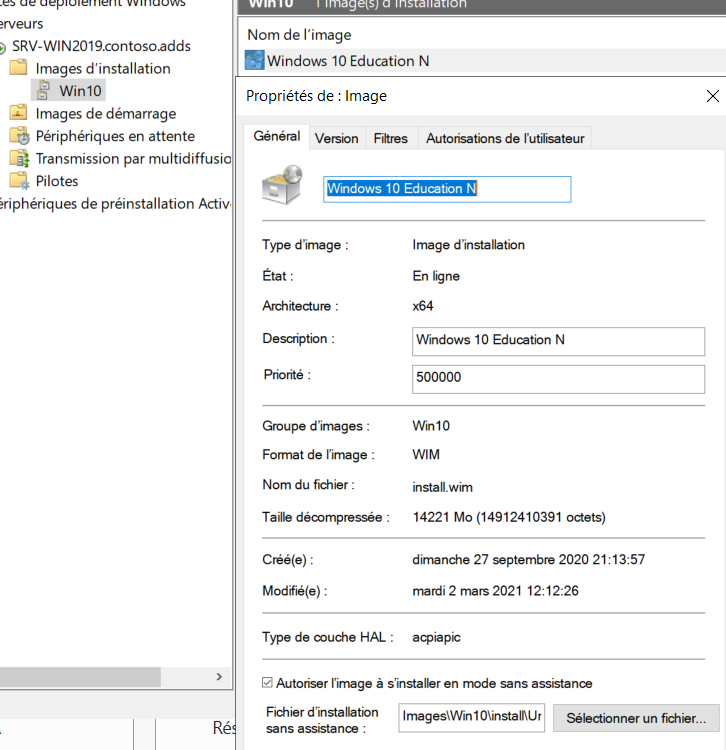 ces de déploiement Windows
erveurs
SRV-WIN2019.contoso.adds
Images d'installation
Win10
Images de démarrage
Périphériques en attente
Transmission par multidiffusio
Pilotes
ériphériques de préinstallation Active
Win10 1 Image(s) d'installation
Nom de l'image
Windows 10 Education N
Propriétés de : Image
Général Version Filtres Autorisations de l'utilisateur
Windows 10 Education N
Type d'image : Image d'installation
État : En ligne
Architecture : x64
Description : Windows 10 Education N
Priorité : 500000
Groupe d'images : Win10
Format de l'image : WIM
Nom du fichier : install.wim
Taille décompressée : 14221 Mo (14912410391 octets)
Créé(e) : dimanche 27 septembre 2020 21:13:57
Modifié(e) : mardi 2 mars 2021 12:12:26
Type de couche HAL : acpiapic
Autoriser l'image à s'installer en mode sans assistance
Fichier d'installation
sans assistance : Images\Win10\install\Ur Sélectionner un fichier...
Rés